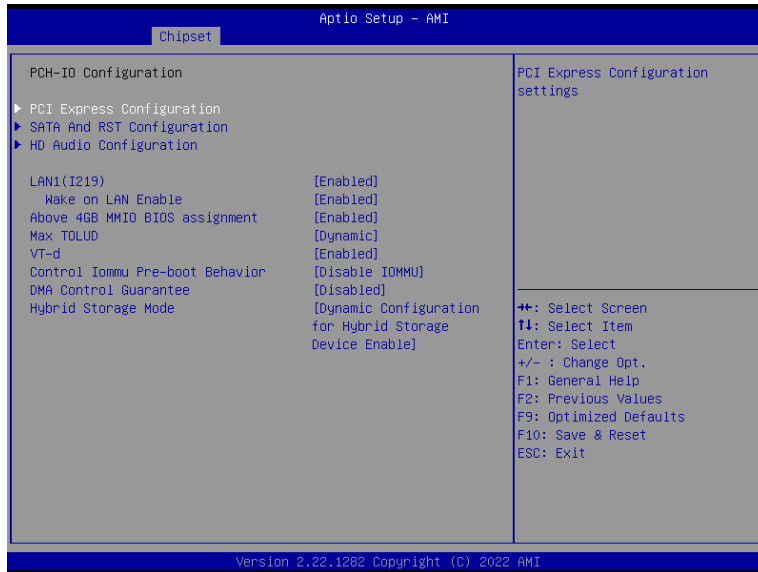 Aptio Setup – AMI
Chipset
PCH-IO Configuration
PCI Express Configuration
SATA And RST Configuration
HD Audio Configuration
LAN1(I219) [Enabled]
Wake on LAN Enable [Enabled]
Above 4GB MMIO BIOS assignment [Enabled]
Max TOLUD [Dynamic]
VT-d [Enabled]
Control Iommu Pre-boot Behavior [Disable IOMMU]
DMA Control Guarantee [Disabled]
Hybrid Storage Mode [Dynamic Configuration
for Hybrid Storage
Device Enable]
PCI Express Configuration
settings
→←: Select Screen
↑↓: Select Item
Enter: Select
+/- : Change Opt.
F1: General Help
F2: Previous Values
F9: Optimized Defaults
F10: Save & Reset
ESC: Exit
Version 2.22.1282 Copyright (C) 2022 AMI